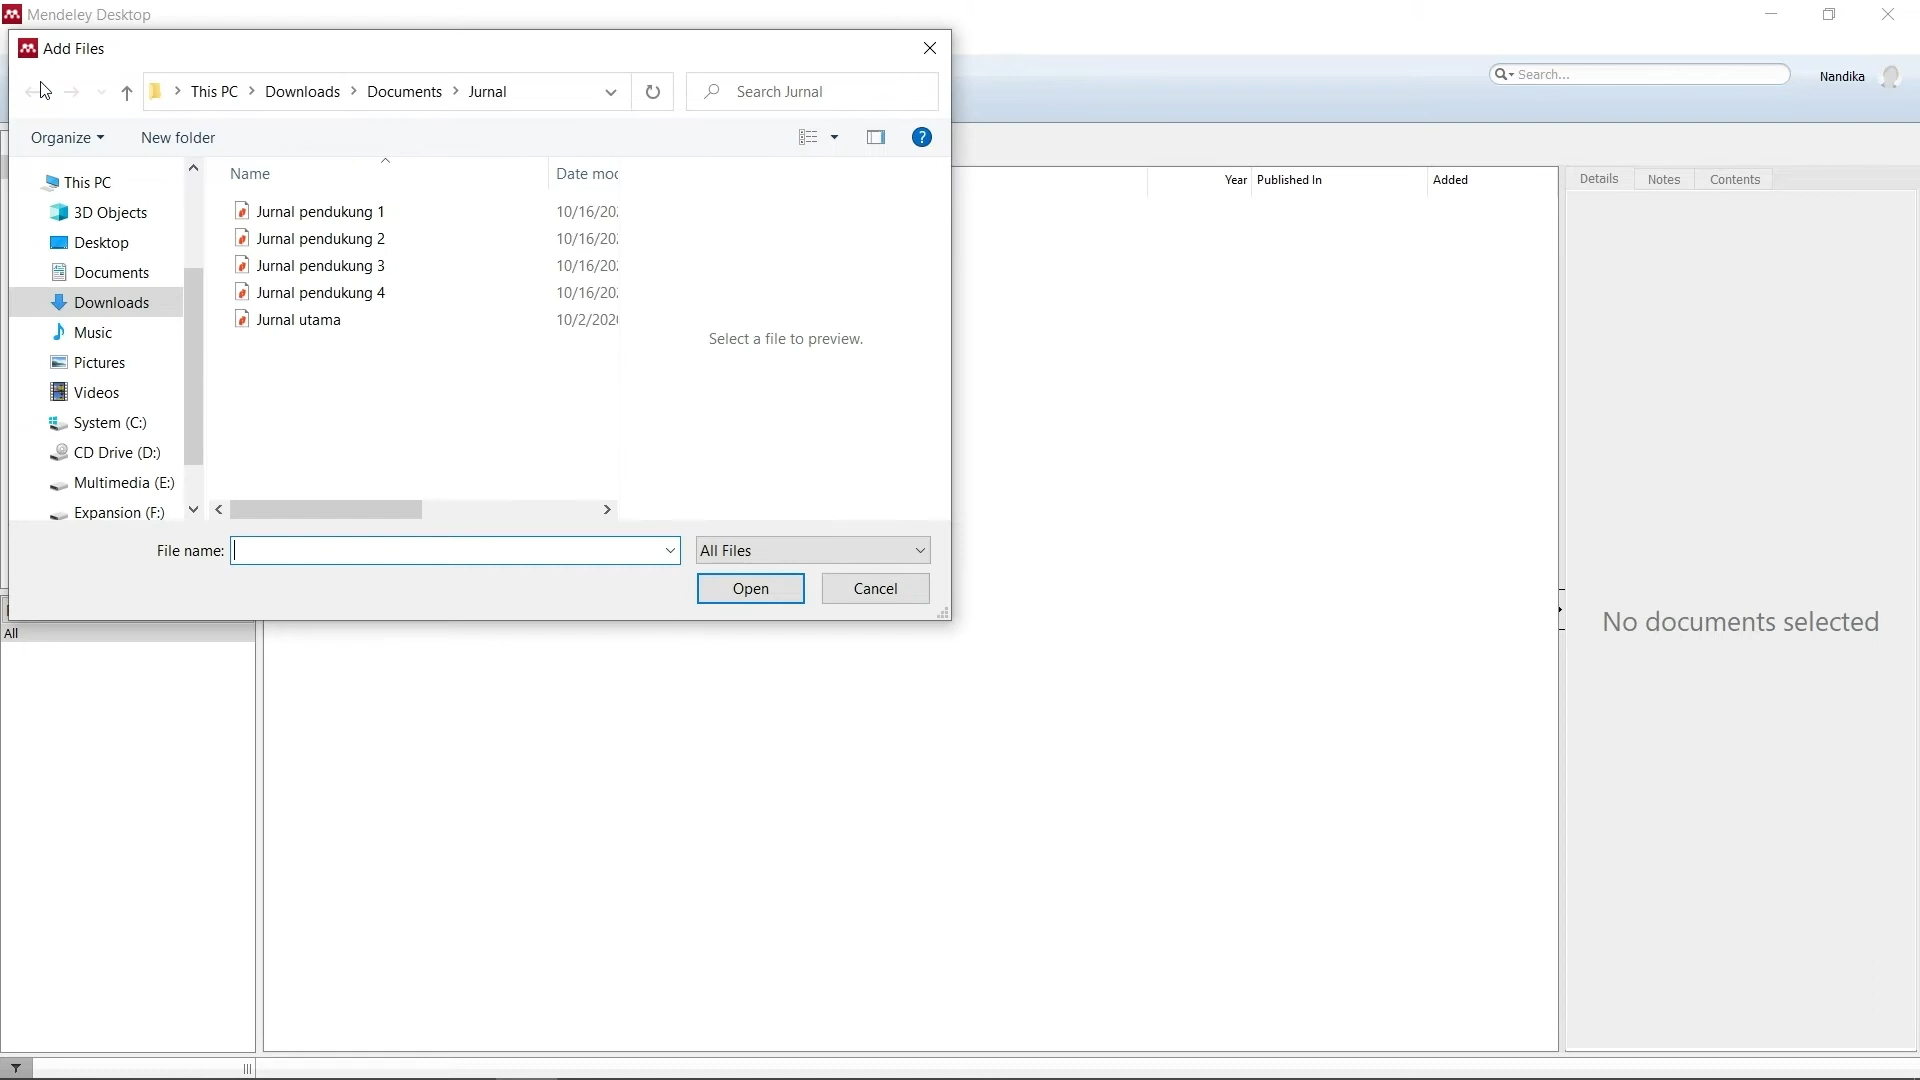 Mendeley Desktop
Add Files
This PC > Downloads > Documents > Jurnal
Search Jurnal
Search...
Nandika
Organize
New folder
?
Name
Date mo
Jurnal pendukung 1
10/16/20
Jurnal pendukung 2
10/16/20
Jurnal pendukung 3
10/16/20
Jurnal pendukung 4
10/16/20
Jurnal utama
10/2/202
This PC
3D Objects
Desktop
Documents
Downloads
Music
Pictures
Videos
System (C:)
CD Drive (D:)
Multimedia (E:)
Expansion (F:)
Select a file to preview.
File name:
All Files
Open
Cancel
Year
Published In
Added
Details
Notes
Contents
No documents selected
All